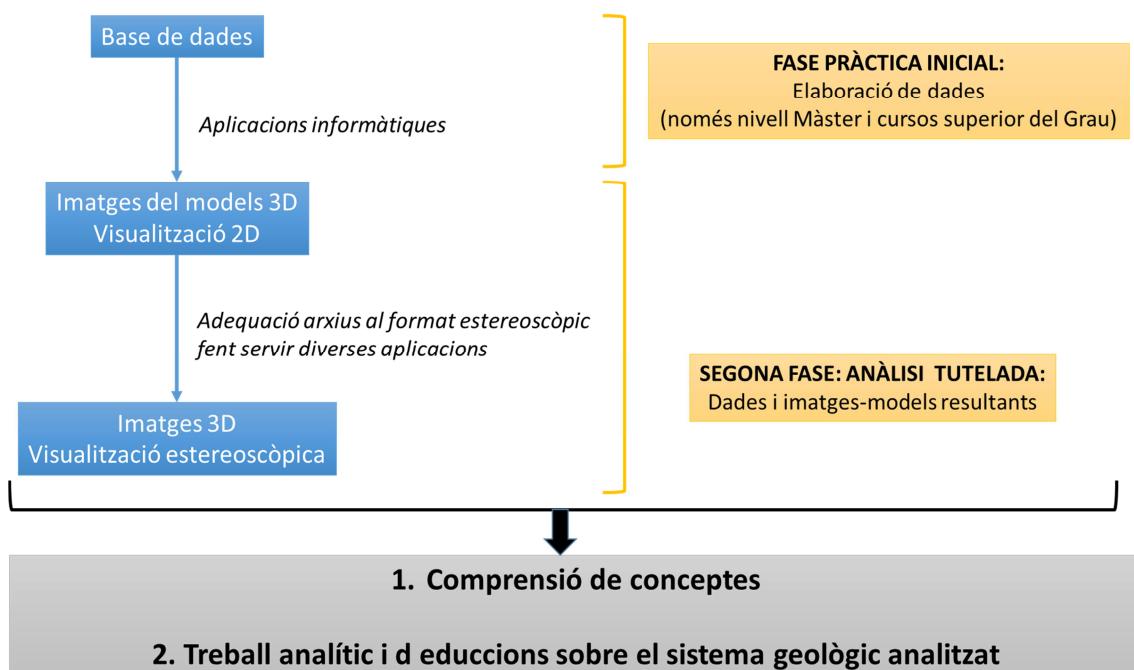 Base de dades
Aplicacions informàtiques
Imatges del models 3D
Visualització 2D
Adequació arxius al format estereoscòpic
fent servir diverses aplicacions
Imatges 3D
Visualització estereoscòpica
FASE PRÀCTICA INICIAL:
Elaboració de dades
(només nivell Màster i cursos superior del Grau)
SEGONA FASE: ANÀLISI TUTELADA:
Dades i imatges-models resultants
1. Comprensió de conceptes
2. Treball analític i d educcions sobre el sistema geològic analitzat